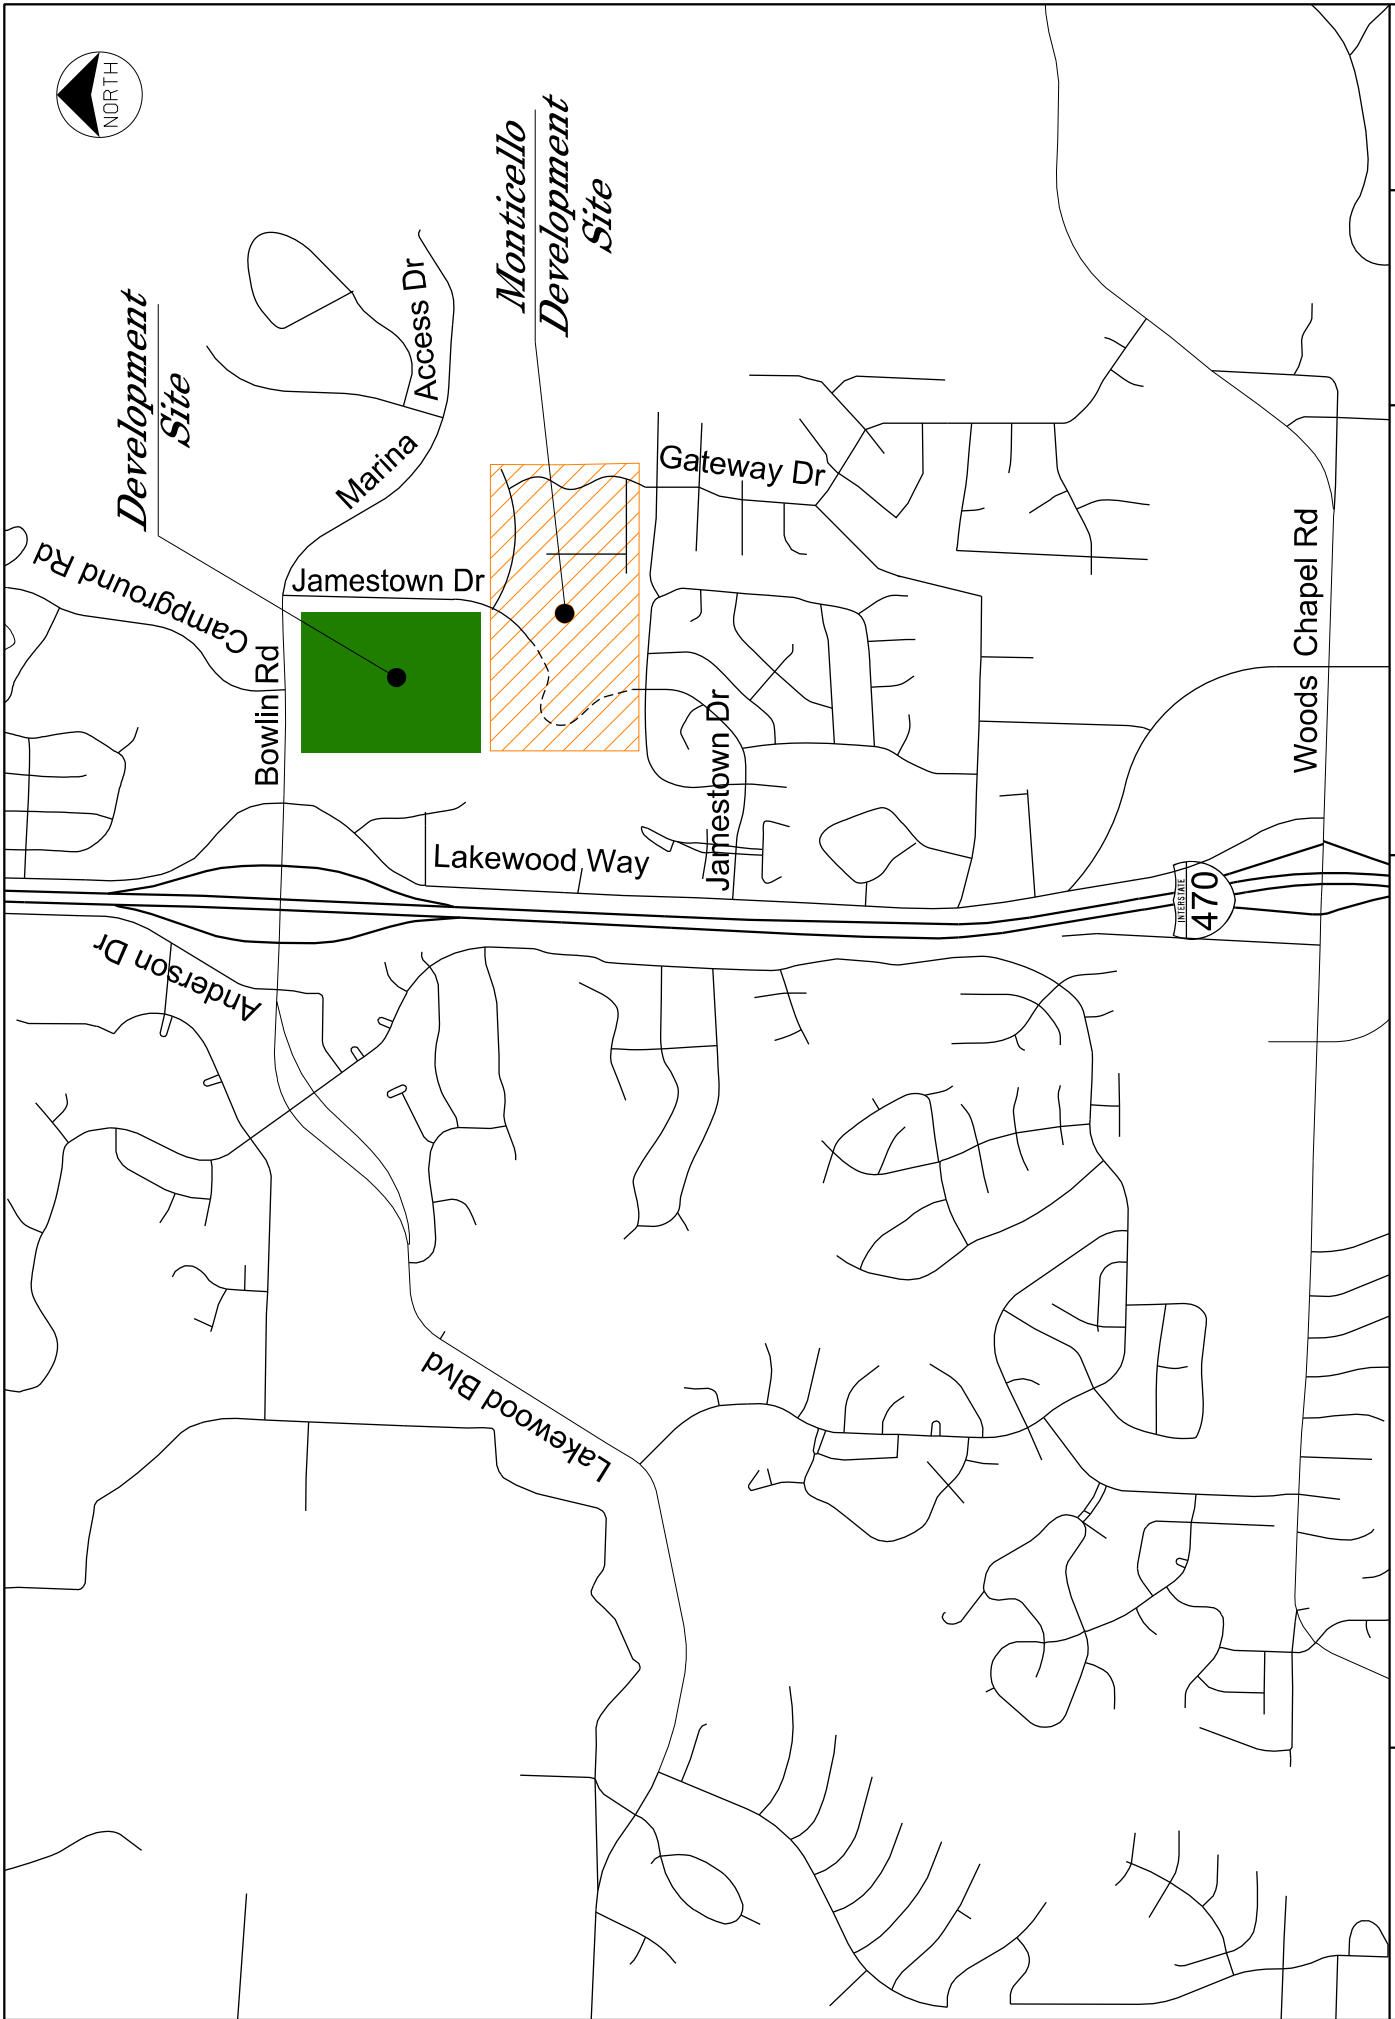 NORTH
Development
Site
Monticello
Development
Site
Access Dr
Marina
Campground Rd
Jamestown Dr
Bowlin Rd
Gateway Dr
Woods Chapel Rd
Jamestown Dr
Lakewood Way
INTERSTATE
470
Anderson Dr
Lakewood Blvd